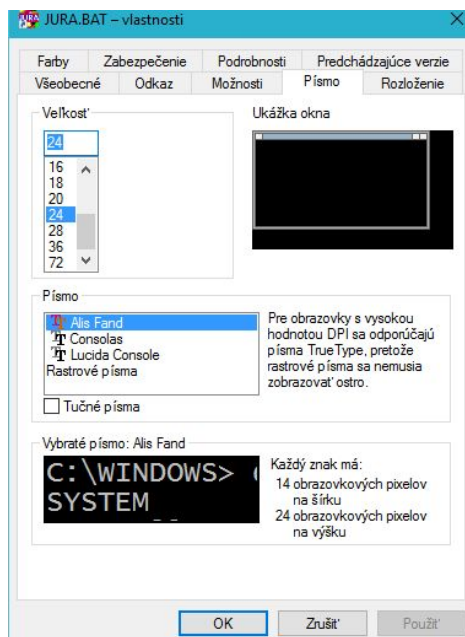 JURA.BAT – vlastnosti
Farby Zabezpečenie Podrobnosti Predchádzajúce verzie
Všeobecné Odkaz Možnosti Písmo Rozloženie
Veľkosť
24
16
18
20
24
28
36
72
Ukážka okna
Písmo
Alis Fand
Consolas
Lucida Console
Rastrové písma
Tučné písma
Pre obrazovky s vysokou
hodnotou DPI sa odporúčajú
písma TrueType, pretože
rastrové písma sa nemusia
zobrazovať ostro.
Vybraté písmo: Alis Fand
C:\WINDOWS>
SYSTEM
Každý znak má:
14 obrazovkových pixelov
na šírku
24 obrazovkových pixelov
na výšku
OK Zrušiť Použiť